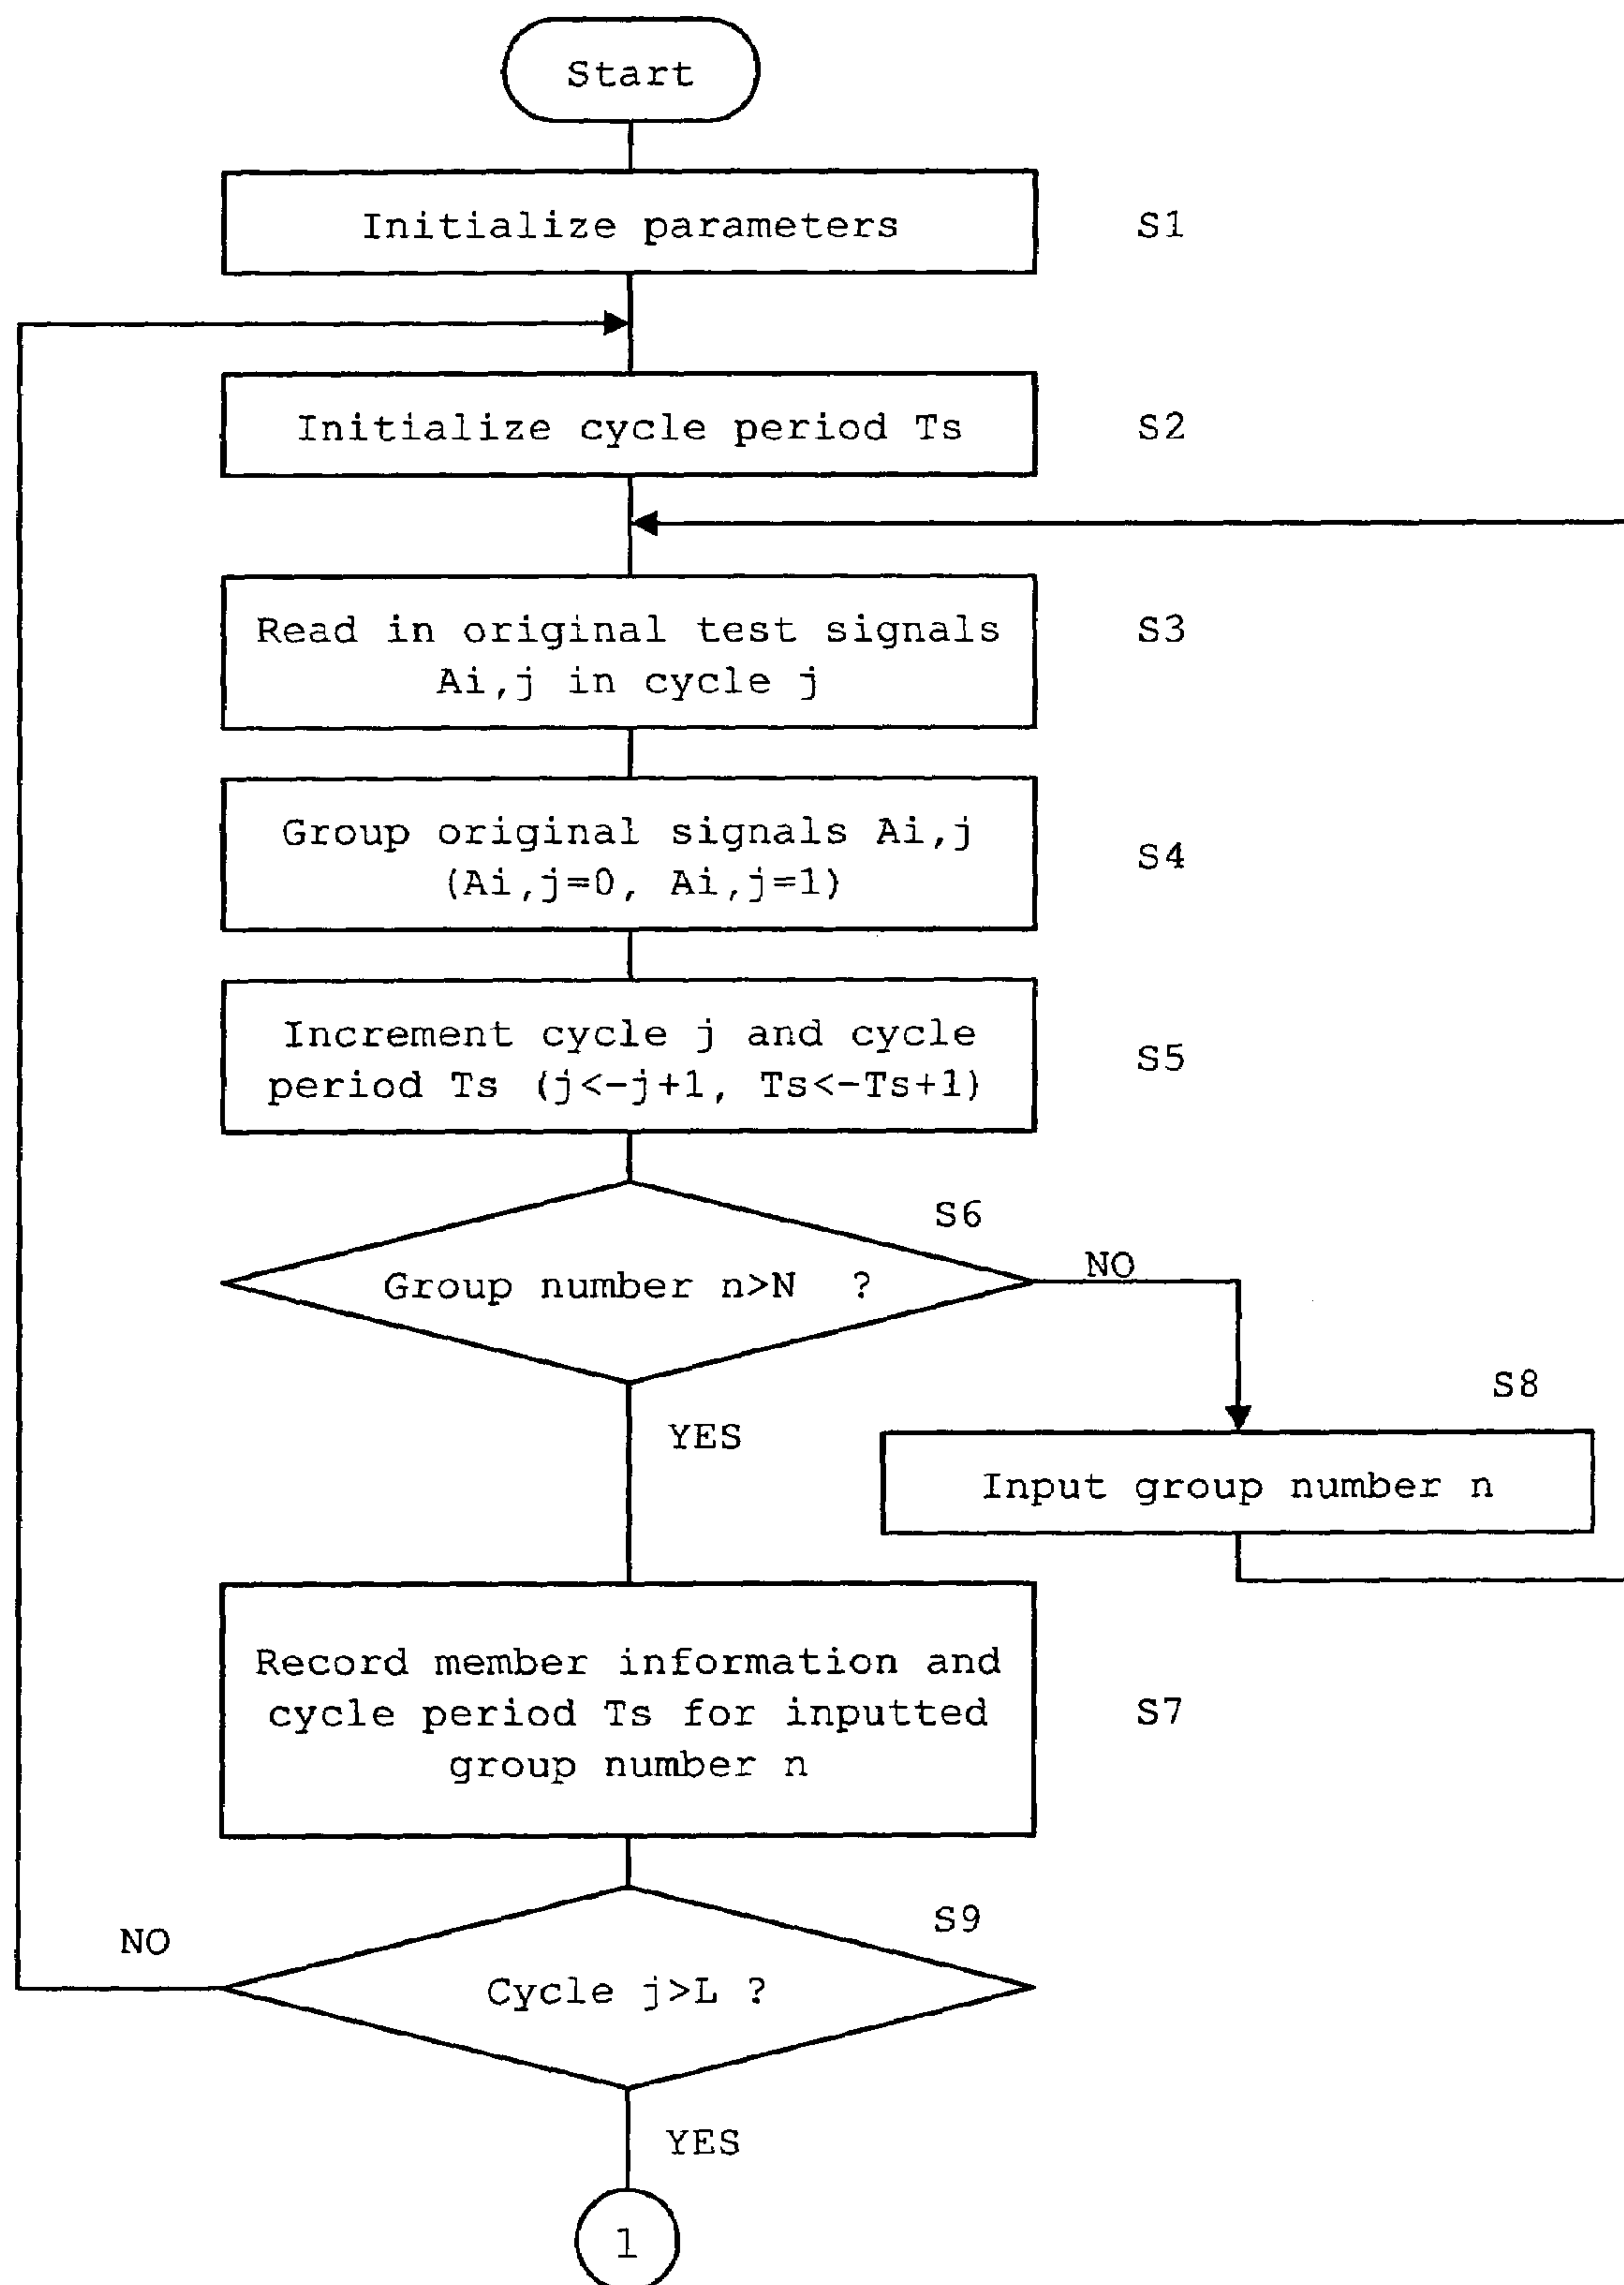 Start
Initialize parameters
S1
Initialize cycle period Ts
S2
Read in original test signals
Ai,j in cycle j
S3
Group original signals Ai,j
(Ai,j=0, Ai,j=1)
S4
Increment cycle j and cycle
period Ts (j<-j+1, Ts<-Ts+1)
S5
S6
Group number n>N ?
NO
YES
S8
Input group number n
Record member information and
cycle period Ts for inputted
group number n
S7
S9
NO
Cycle j>L ?
YES
1